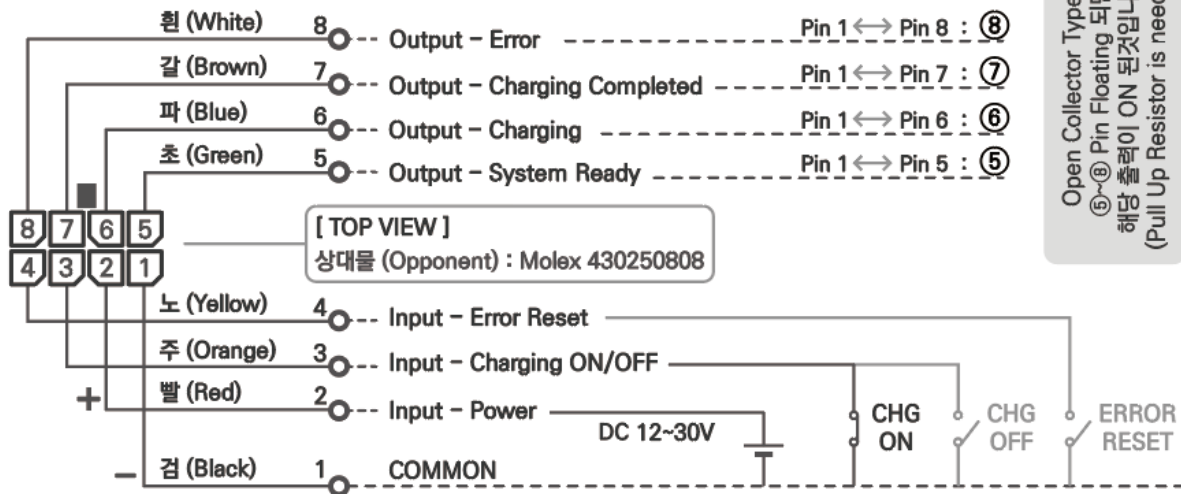 흰 (White) 8 Output - Error Pin 1 ↔ Pin 8 : ⑧
갈 (Brown) 7 Output - Charging Completed Pin 1 ↔ Pin 7 : ⑦
파 (Blue) 6 Output - Charging Pin 1 ↔ Pin 6 : ⑥
초 (Green) 5 Output - System Ready Pin 1 ↔ Pin 5 : ⑤
8 7 6 5
4 3 2 1
[ TOP VIEW ]
상대물 (Opponent) : Molex 430250808
노 (Yellow) 4 Input - Error Reset
주 (Orange) 3 Input - Charging ON/OFF
+ 빨 (Red) 2 Input - Power
DC 12~30V
CHG
ON
CHG
OFF
ERROR
RESET
- 검 (Black) 1 COMMON
Open Collector Type
⑤~⑧ Pin Floating
해당 출력이 ON
(Pull Up Resistor is